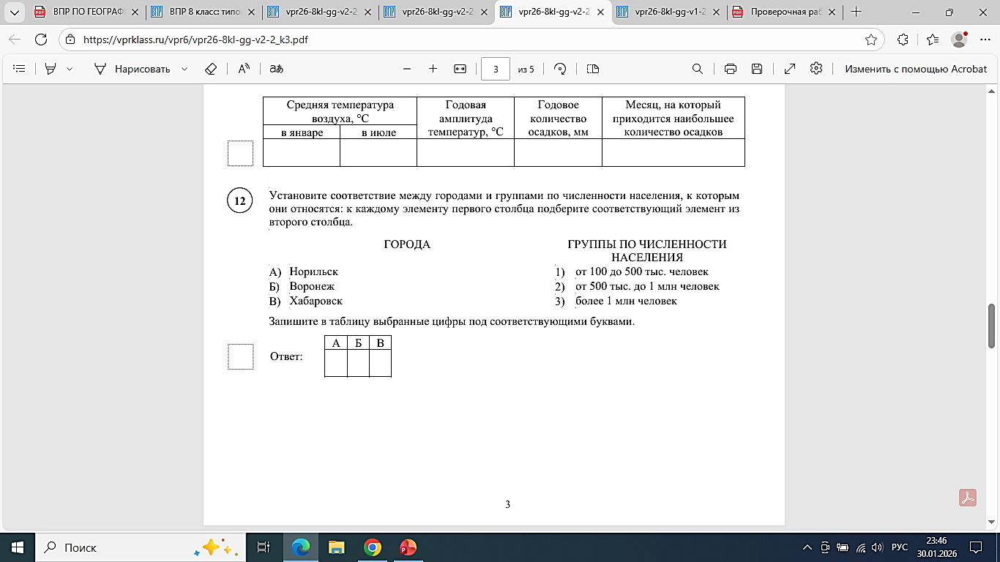 ВПР ПО ГЕОГРАФ
ВПР 8 класс: типо
vpr26-8kl-gg-v2-2
vpr26-8kl-gg-v2-2
vpr26-8kl-gg-v2-2
vpr26-8kl-gg-v1-2
Проверочная раб
https://vprklass.ru/vpr6/vpr26-8kl-gg-v2-2_k3.pdf
Нарисовать
аあ
3 из 5
Изменить с помощью Acrobat
Средняя температура воздуха, °C
Годовая амплитуда температур, °C
Годовое количество осадков, мм
Месяц, на который приходится наибольшее количество осадков
в январе
в июле
12
Установите соответствие между городами и группами по численности населения, к которым
они относятся: к каждому элементу первого столбца подберите соответствующий элемент из
второго столбца.
ГОРОДА
ГРУППЫ ПО ЧИСЛЕННОСТИ
НАСЕЛЕНИЯ
А) Норильск
1) от 100 до 500 тыс. человек
Б) Воронеж
2) от 500 тыс. до 1 млн человек
В) Хабаровск
3) более 1 млн человек
Запишите в таблицу выбранные цифры под соответствующими буквами.
А Б В
Ответ:
3
Поиск
РУС
23:46
30.01.2026